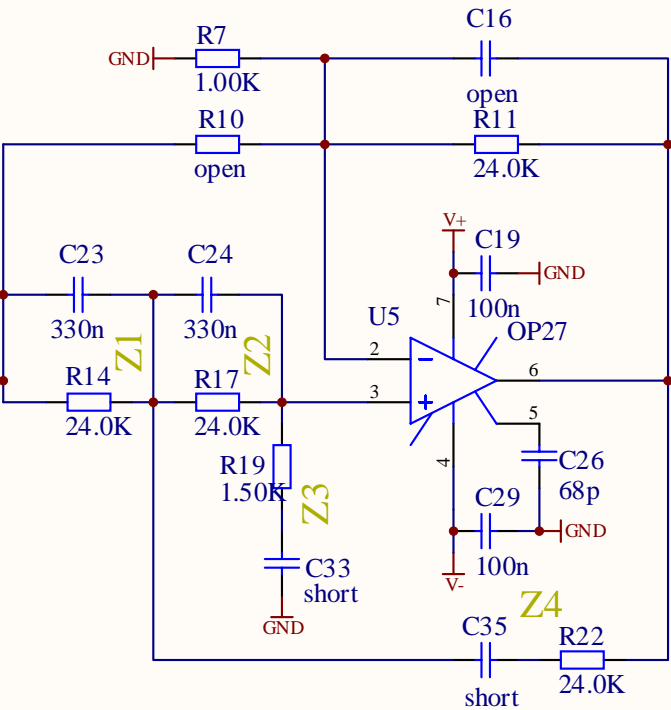 R7
C16
GND
1.00K
open
R10
R11
open
24.0K
V+
C19
GND
C23
C24
7
100n
U5
OP27
330n
Z1
330n
Z2
2
6
R14
R17
3
5
24.0K
24.0K
4
R19
C26
1.50K
Z3
68p
C29
GND
100n
C33
V-
short
Z4
GND
C35
R22
short
24.0K